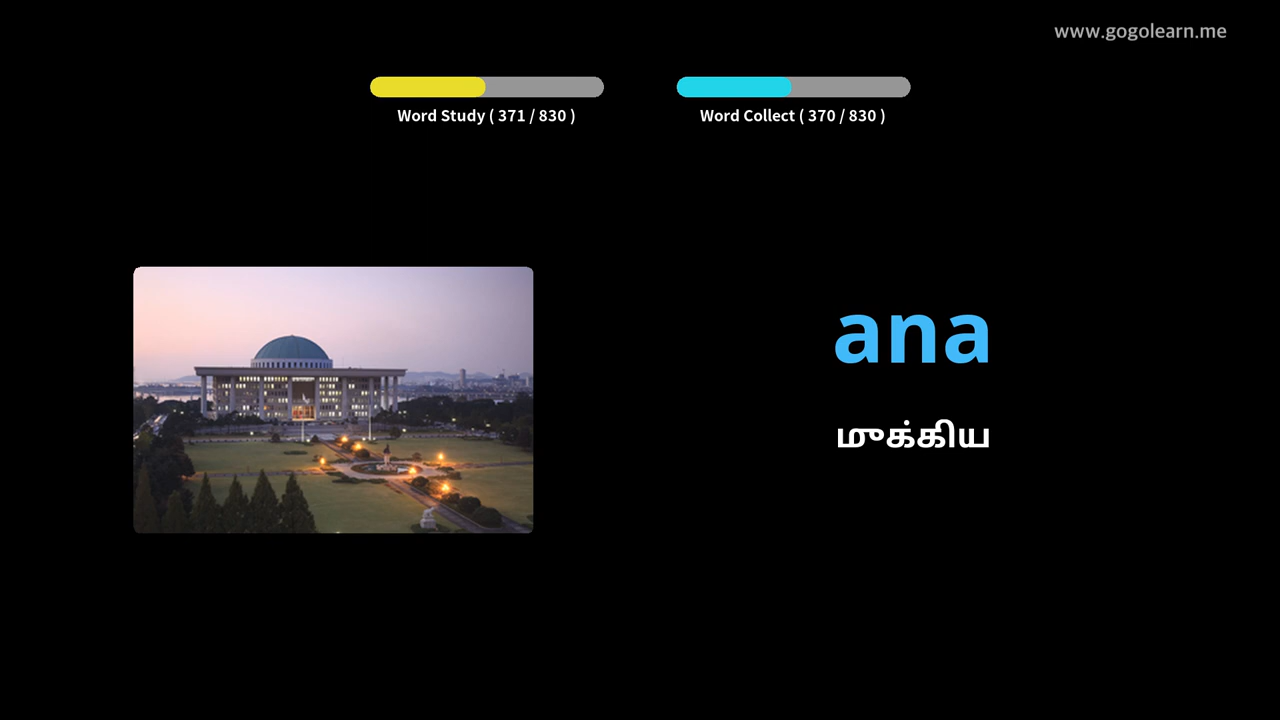 www.gogolearn.me
Word Study ( 371 / 830 )
Word Collect ( 370 / 830 )
ana
முக்கிய